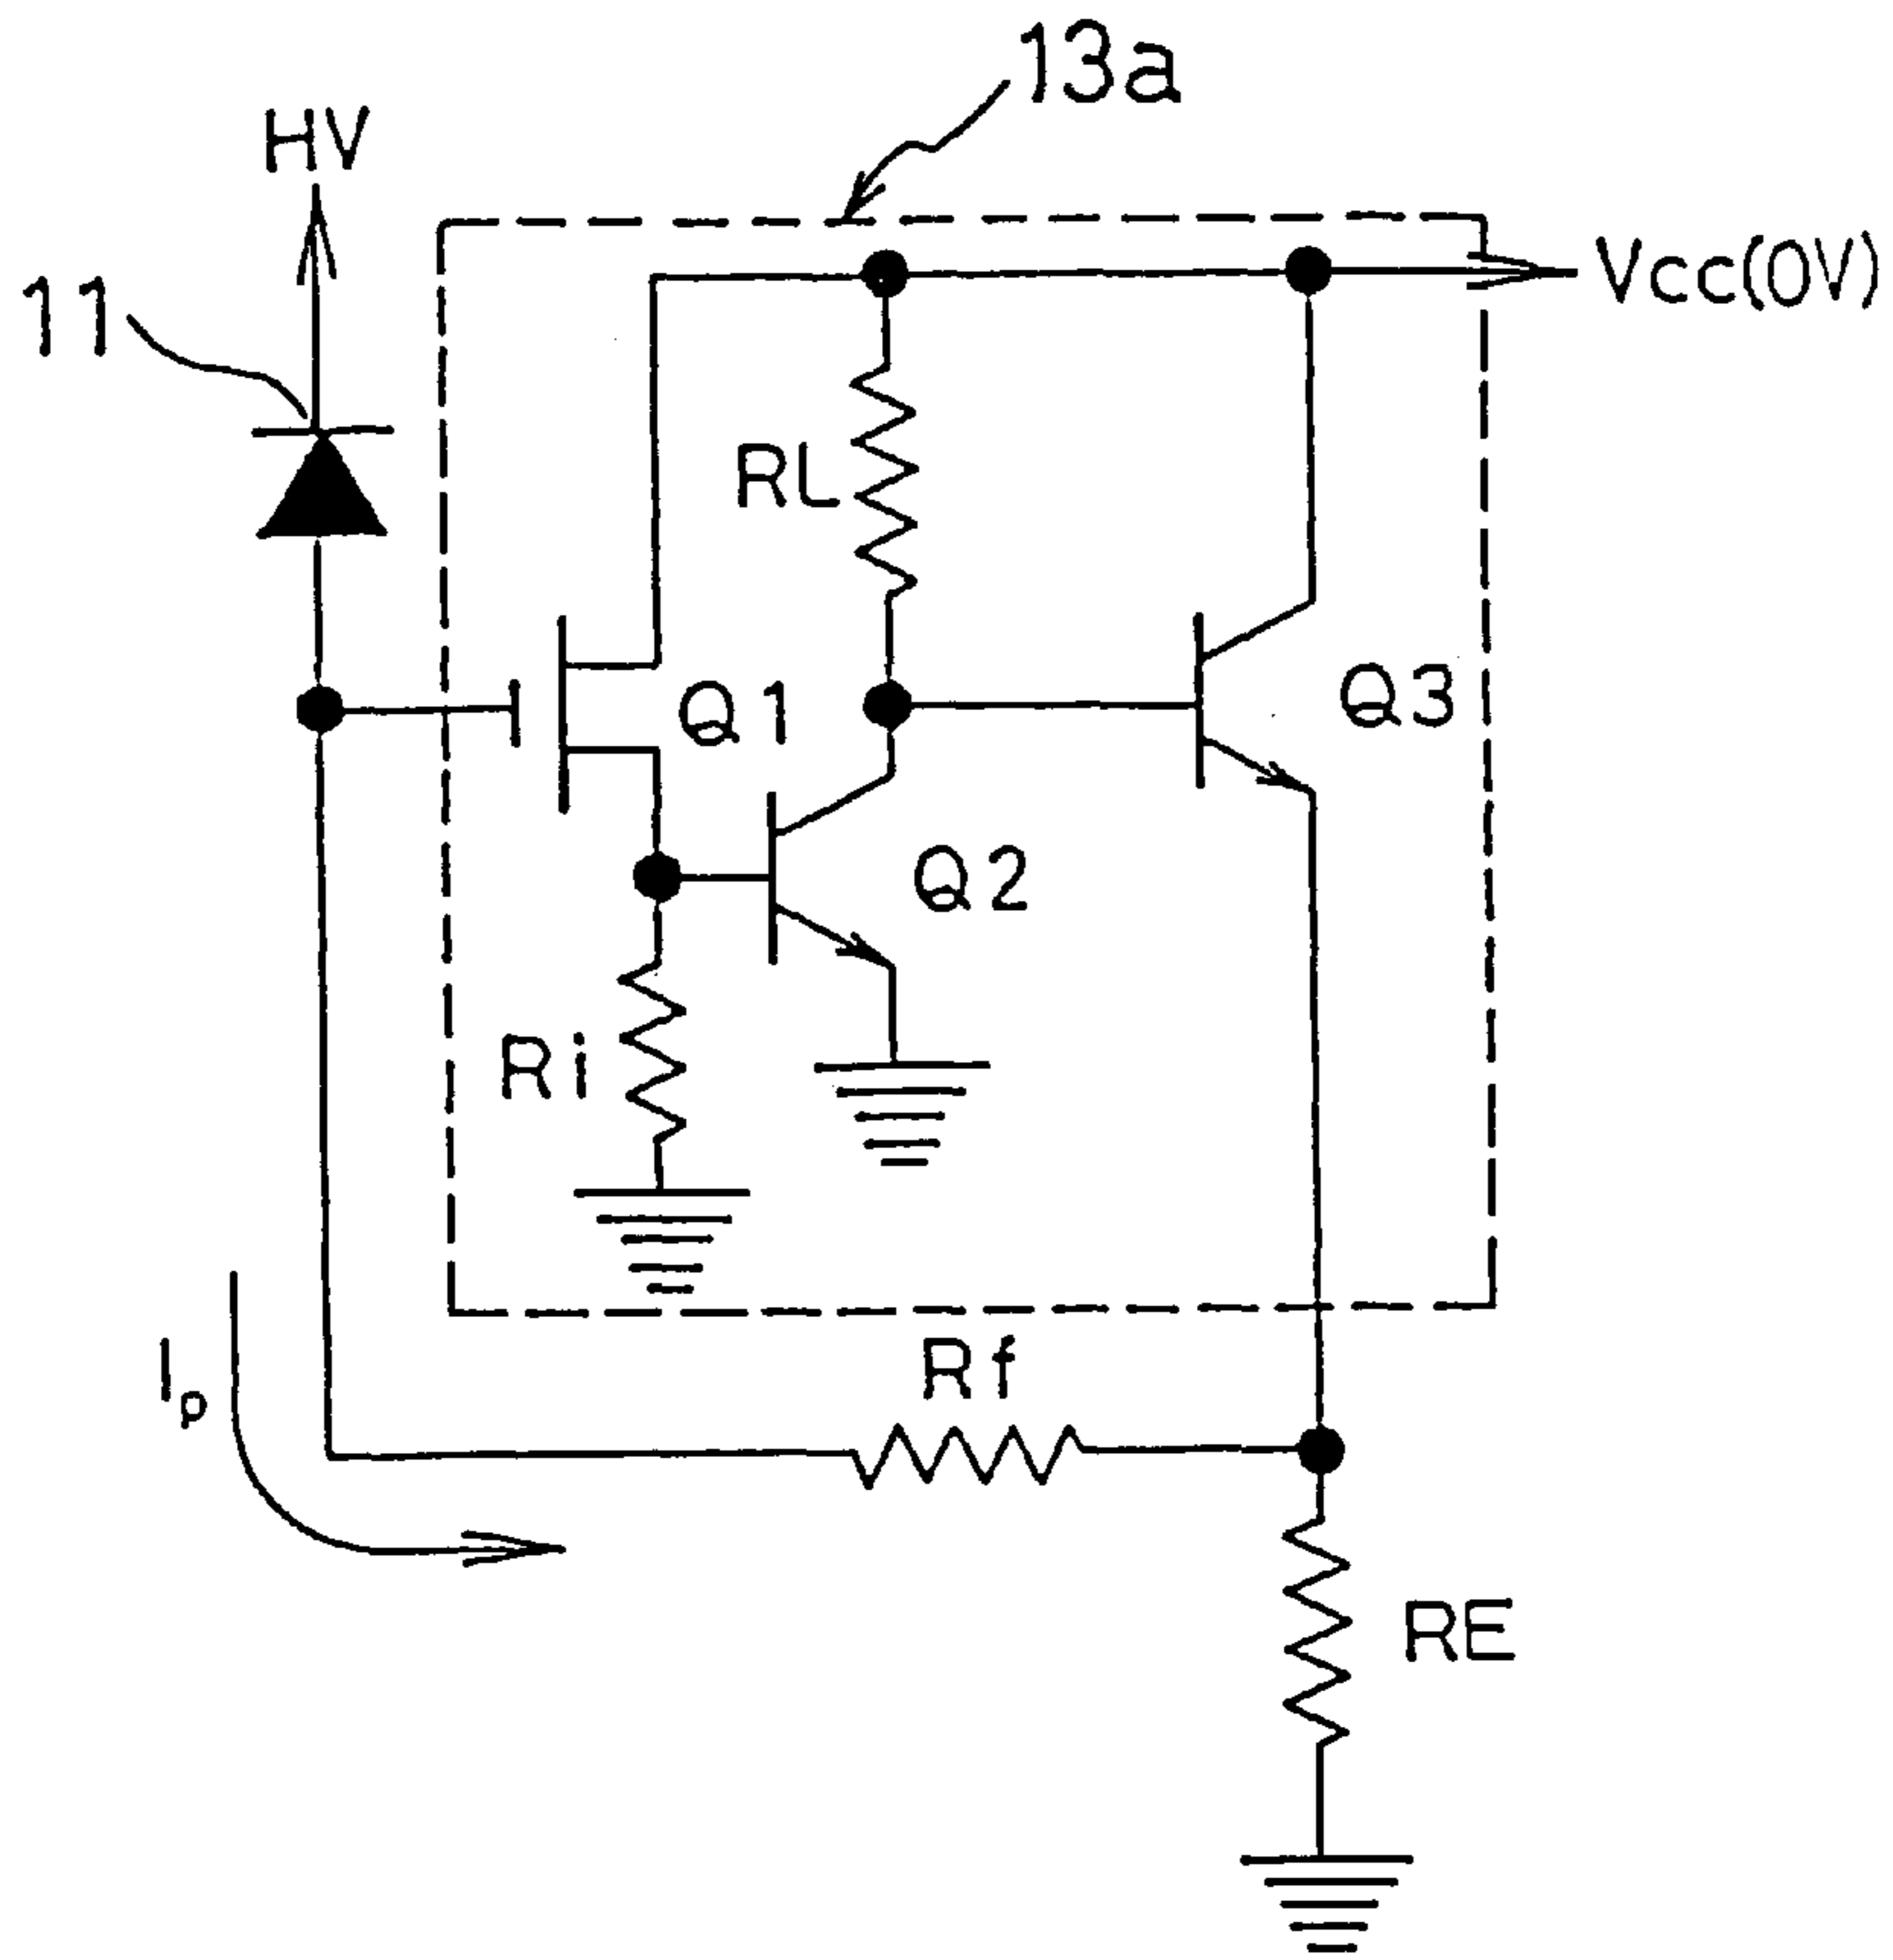 13a
HV
Vcc(0V)
11
RL
Q1
Q3
Q2
Ri
Rf
Ip
RE